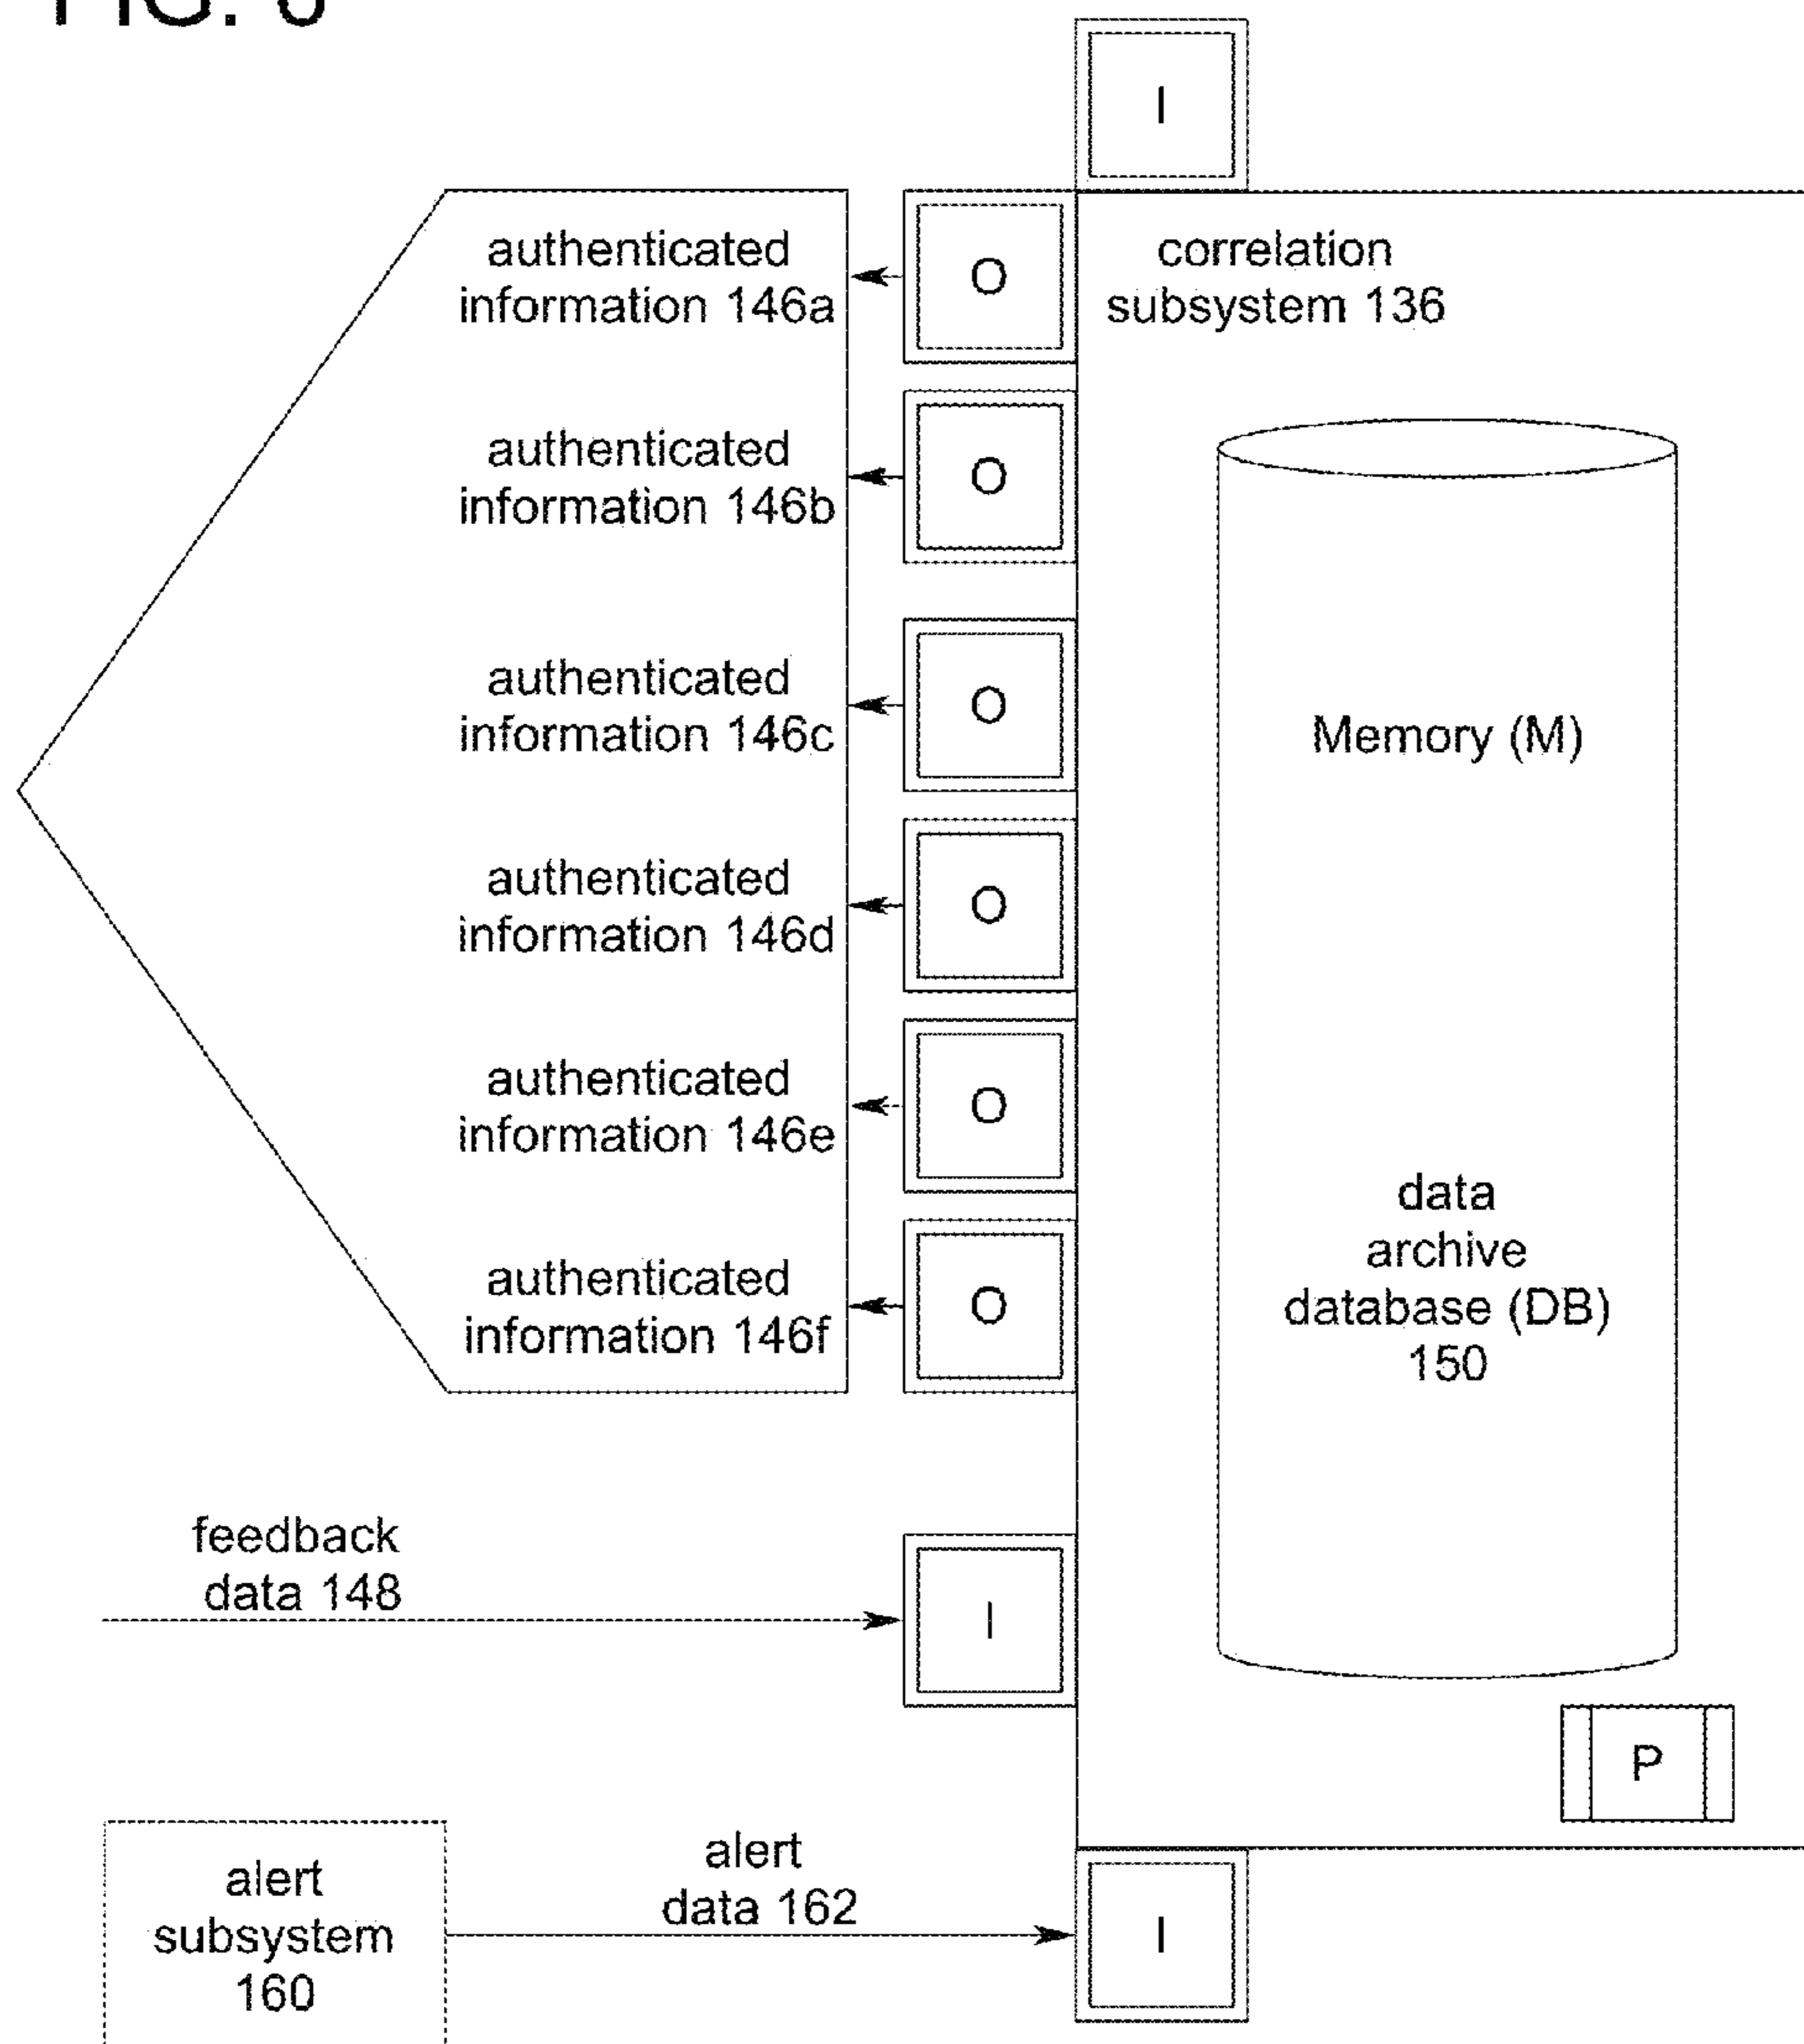 FIG.
I
authenticated
information 146a
O
correlation
subsystem 136
authenticated
information 146b
O
authenticated
information 146c
O
Memory (M)
authenticated
information 146d
O
authenticated
information 146e
O
data
archive
database (DB)
150
authenticated
information 146f
O
feedback
data 148
I
P
alert
subsystem
160
alert
data 162
I